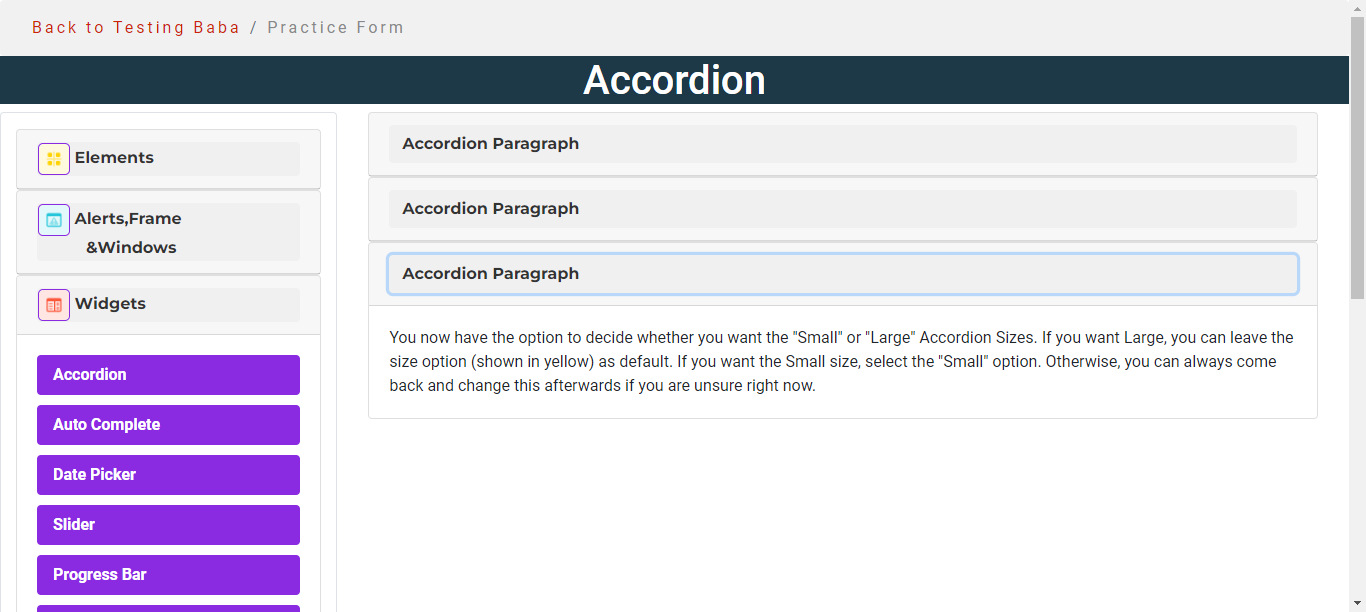 Back to Testing Baba / Practice Form
Accordion
Elements
Alerts,Frame
&Windows
Widgets
Accordion
Auto Complete
Date Picker
Slider
Progress Bar
Accordion Paragraph
Accordion Paragraph
Accordion Paragraph
You now have the option to decide whether you want the "Small" or "Large" Accordion Sizes. If you want Large, you can leave the
size option (shown in yellow) as default. If you want the Small size, select the "Small" option. Otherwise, you can always come
back and change this afterwards if you are unsure right now.